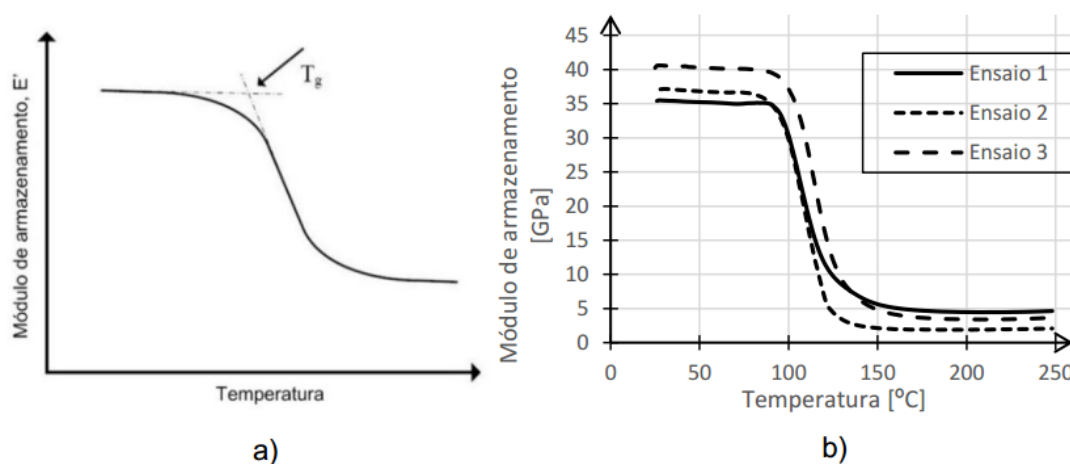 Módulo de armazenamento, E'
Tg
Temperatura
a)
Módulo de armazenamento
[GPa]
45
40
35
30
25
20
15
10
5
0
0 50 100 150 200 250
Temperatura [ºC]
Ensaio 1
Ensaio 2
Ensaio 3
b)